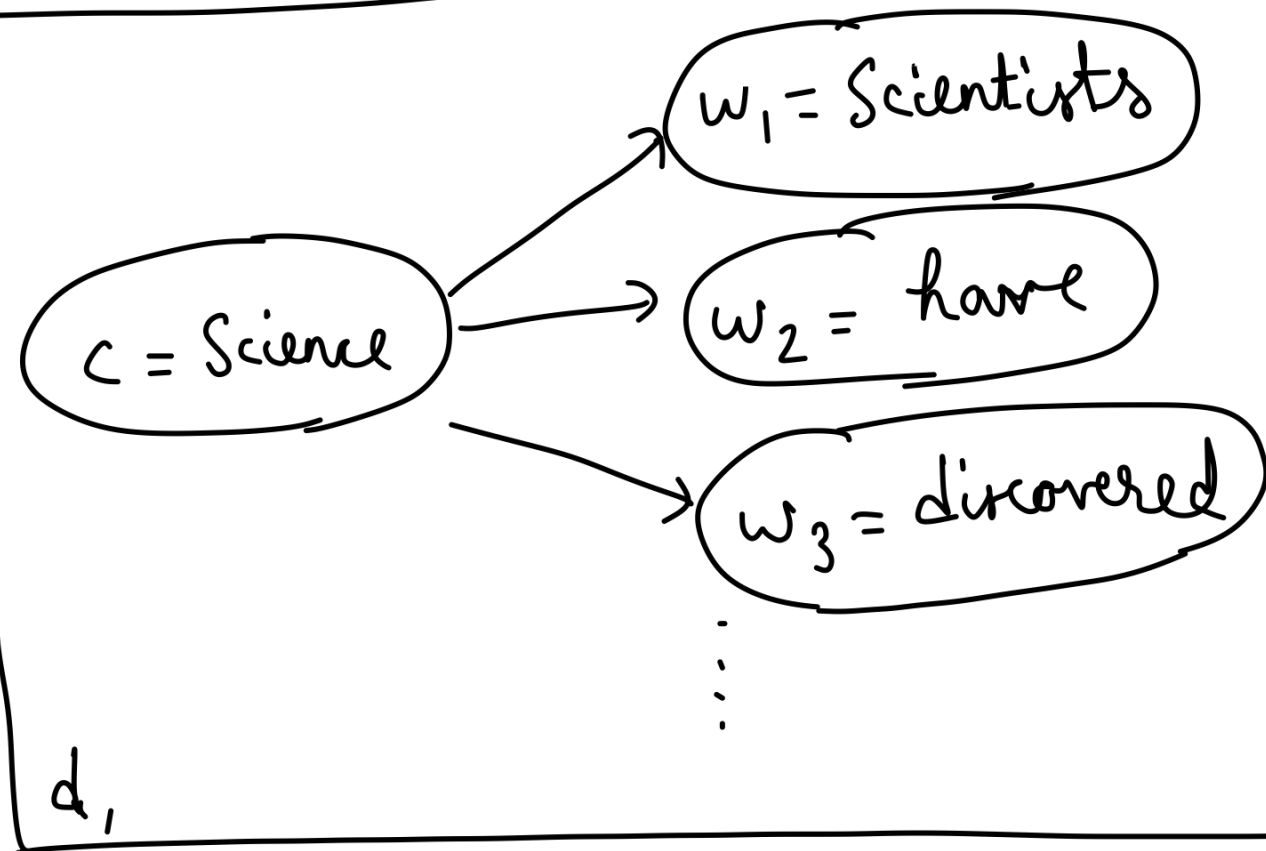 w₁ = Scientists
w₂ = have
c = Science
w₃ = discovered
d₁